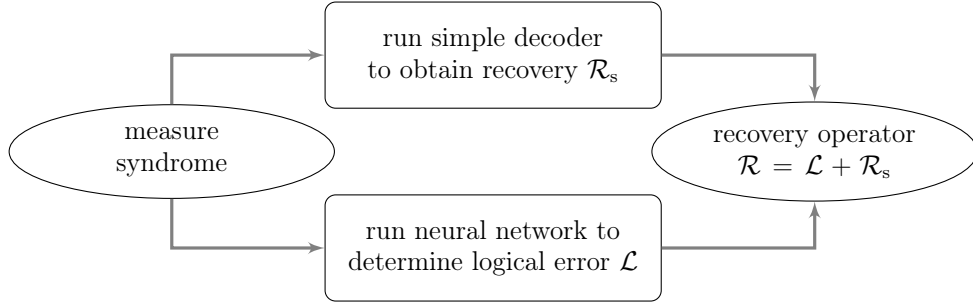 run simple decoder
to obtain recovery ℛₛ
measure
syndrome
recovery operator
ℛ = ℒ + ℛₛ
run neural network to
determine logical error ℒ